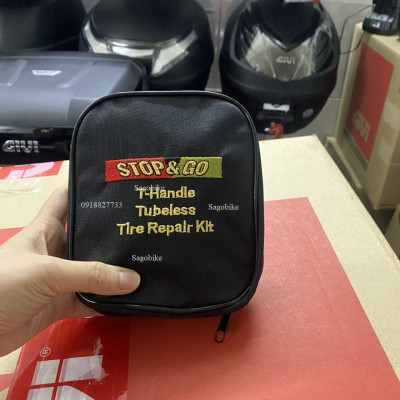 GIVI
GIVI
STOP&GO
Sagobike
T-Handle
0918827733
Sagobike
Tubeless
Tire Repair Kit
Sagobike